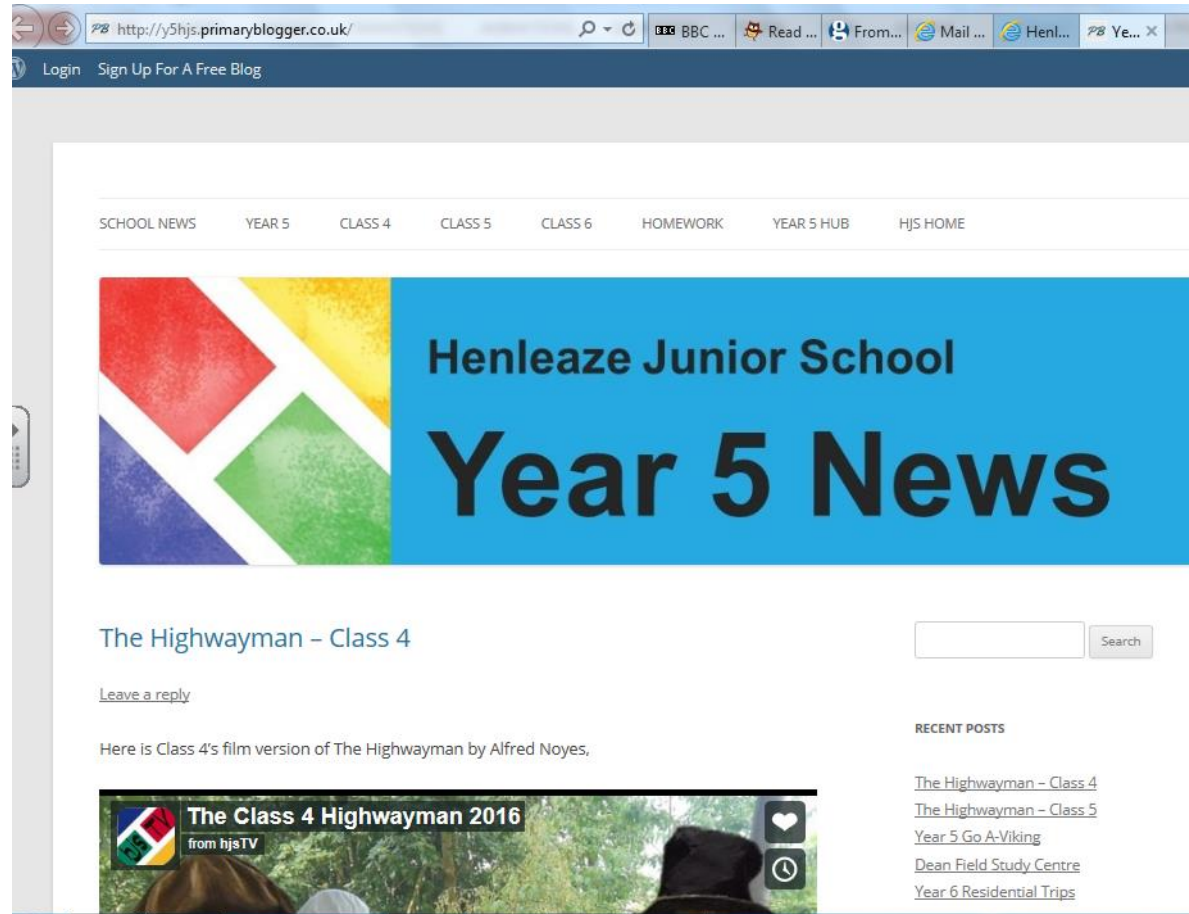 http://y5hjs.primaryblogger.co.uk/ BBC ... Read ... From... Mail ... Henl... Ye...
Login Sign Up For A Free Blog
SCHOOL NEWS YEAR 5 CLASS 4 CLASS 5 CLASS 6 HOMEWORK YEAR 5 HUB HJS HOME
Henleaze Junior School
Year 5 News
The Highwayman – Class 4
Search
Leave a reply
Here is Class 4's film version of The Highwayman by Alfred Noyes,
The Class 4 Highwayman 2016
from hjsTV
hjs TV
RECENT POSTS
The Highwayman – Class 4
The Highwayman – Class 5
Year 5 Go A-Viking
Dean Field Study Centre
Year 6 Residential Trips